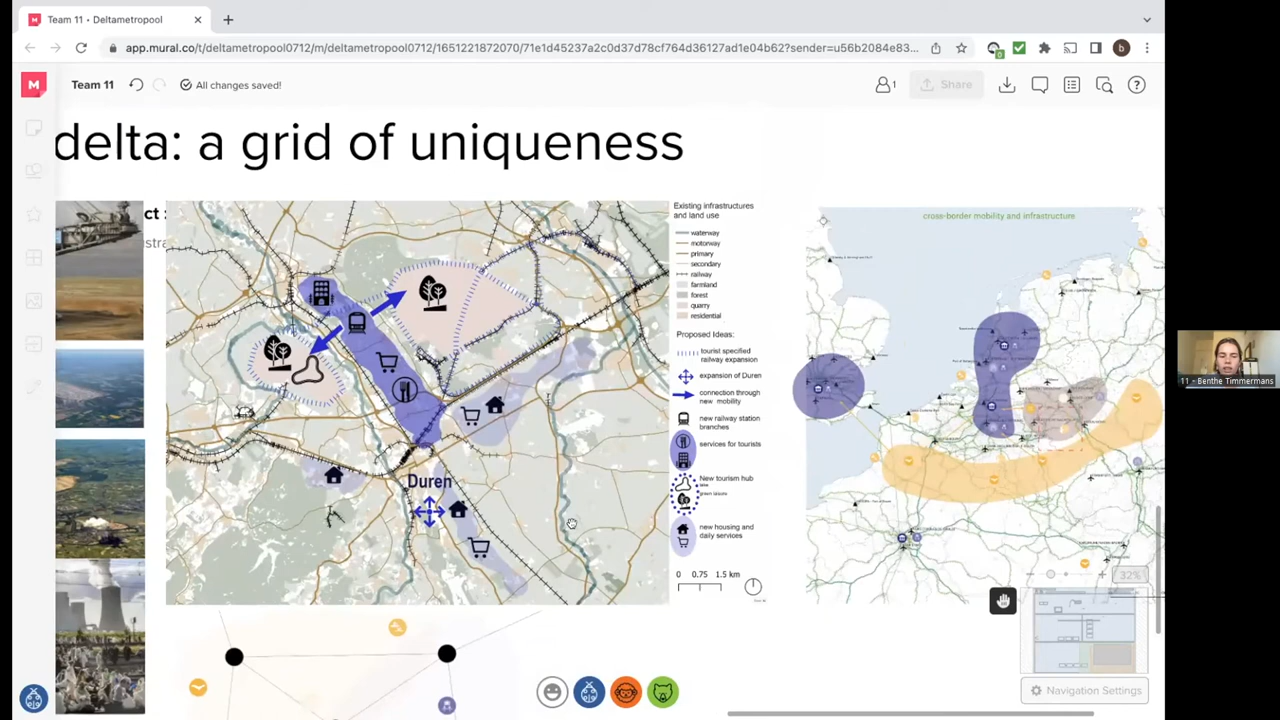 Team 11 • Deltametropool
app.mural.co/t/deltametropool0712/m/deltametropool0712/1651221872070/71e1d45237a2c0d37d78cf764d36127ad1e04b62?sender=u56b2084e83...
Team 11
All changes saved!
1
Share
delta: a grid of uniqueness
ct :
Duren
Existing infrastructures
and land use
waterway
motorway
primary
secondary
railway
farmland
forest
quarry
residential
Proposed Ideas:
tourist specified
railway expansion
expansion of Duren
connection through
new mobility
new railway station
branches
services for tourists
New tourism hub
new housing and
daily services
0 0.75 1.5 km
cross-border mobility and infrastructure
32%
Navigation Settings
11 - Benthe Timmermans